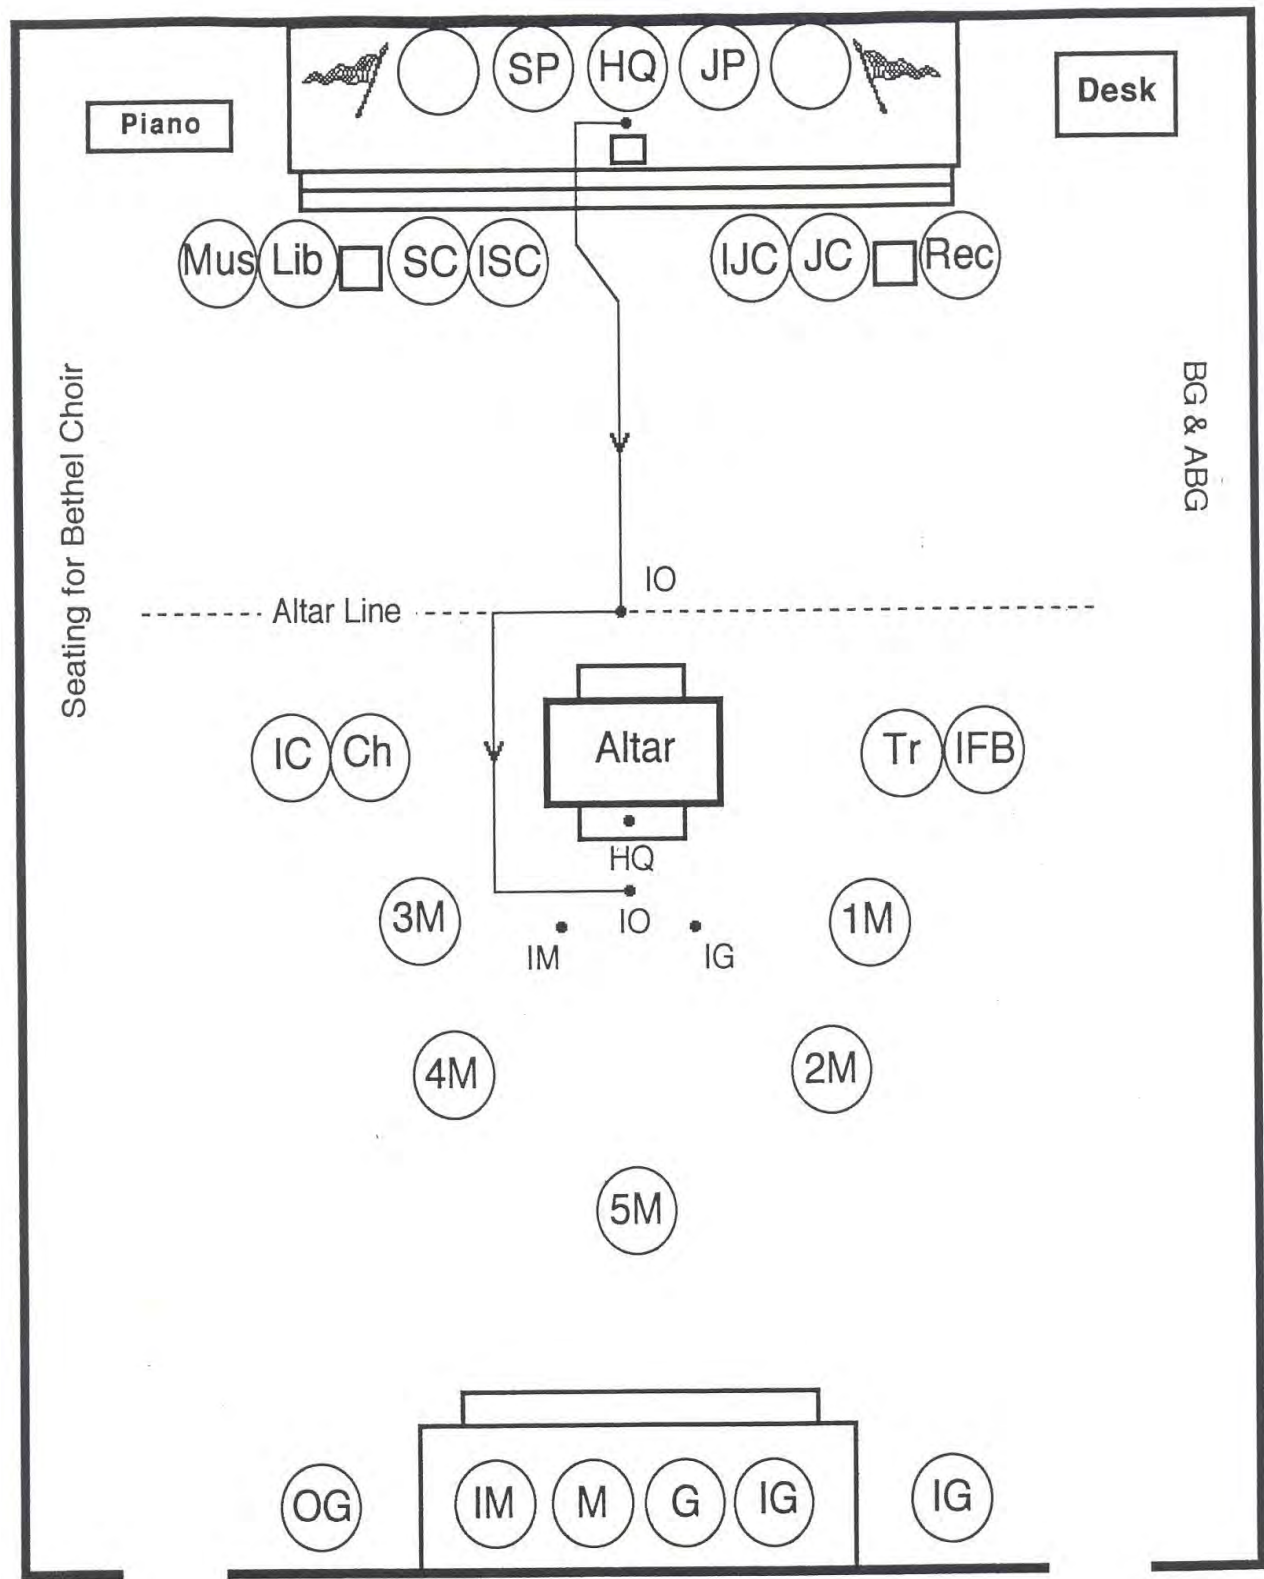 SP HQ JP
Desk
Piano
Mus Lib SC ISC IJC JC Rec
Seating for Bethel Choir
BG & ABG
IO
Altar Line
IC Ch Altar Tr IFB
HQ
3M IO 1M
IM IG
4M 2M
5M
OG IM M G IG IG